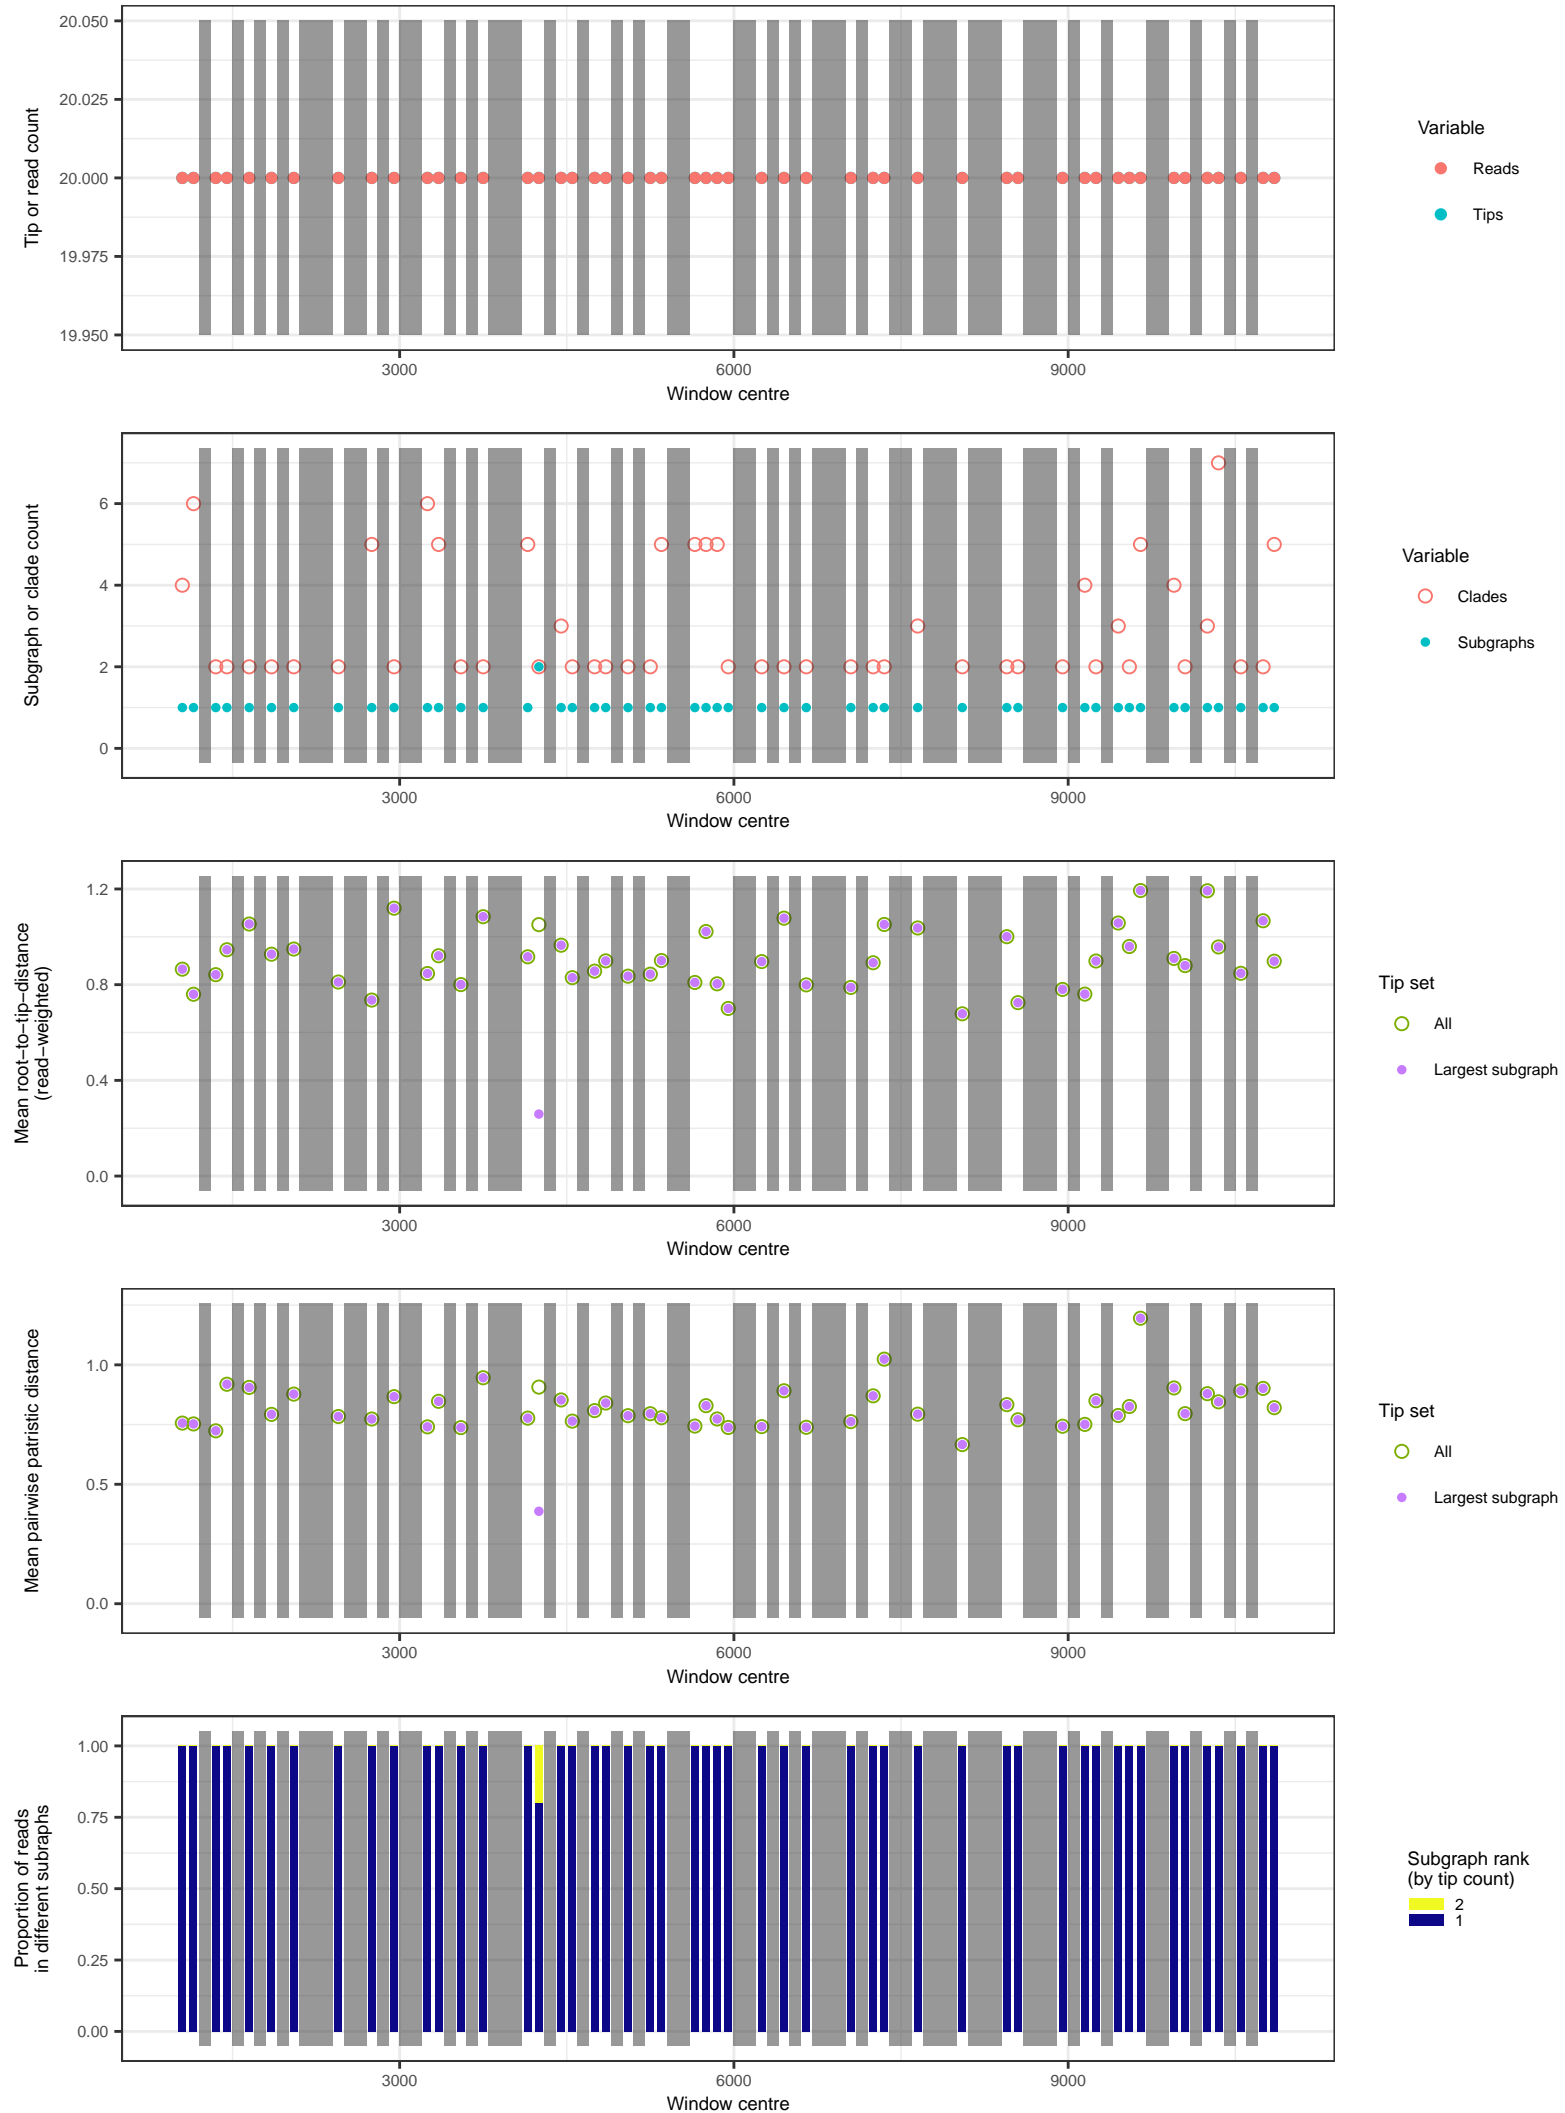 20.050
20.025
20.000
19.975
19.950
Tip or read count
3000
6000
9000
Window centre
Variable
Reads
Tips
6
4
2
0
Subgraph or clade count
3000
6000
9000
Window centre
Variable
Clades
Subgraphs
1.2
0.8
0.4
0.0
Mean root−to−tip−distance
(read−weighted)
3000
6000
9000
Window centre
Tip set
All
Largest subgraph
1.0
0.5
0.0
Mean pairwise patristic distance
3000
6000
9000
Window centre
Tip set
All
Largest subgraph
1.00
0.75
0.50
0.25
0.00
Proportion of reads
in different subraphs
3000
6000
9000
Window centre
Subgraph rank
(by tip count)
2
1